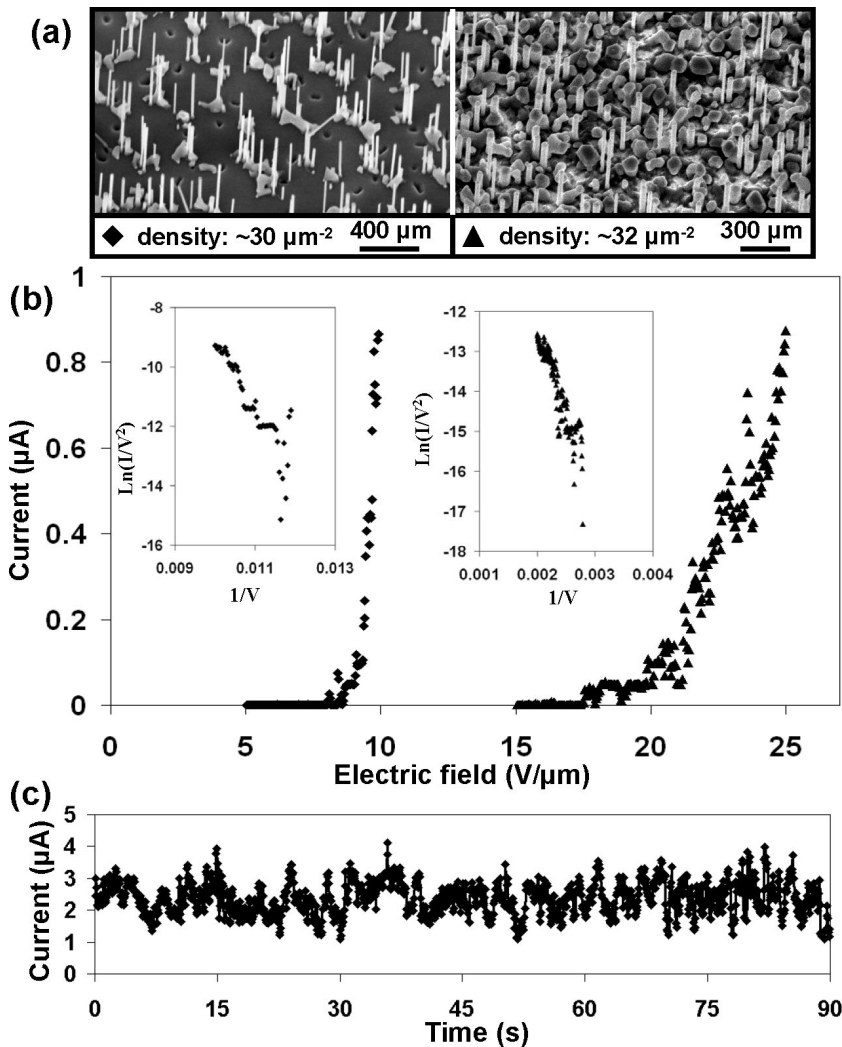 (a)
◆ density: ~30 µm-2 400 µm
▲ density: ~32 µm-2 300 µm
(b)
1
0.8
0.6
0.4
0.2
0
Current (µA)
0 5 10 15 20 25
Electric field (V/µm)
-8
-10
-12
-14
-16
Ln(I/V2)
0.009 0.011 0.013
1/V
-12
-13
-14
-15
-16
-17
-18
Ln(I/V2)
0.001 0.002 0.003 0.004
1/V
(c)
5
4
3
2
1
0
Current (µA)
0 15 30 45 60 75 90
Time (s)